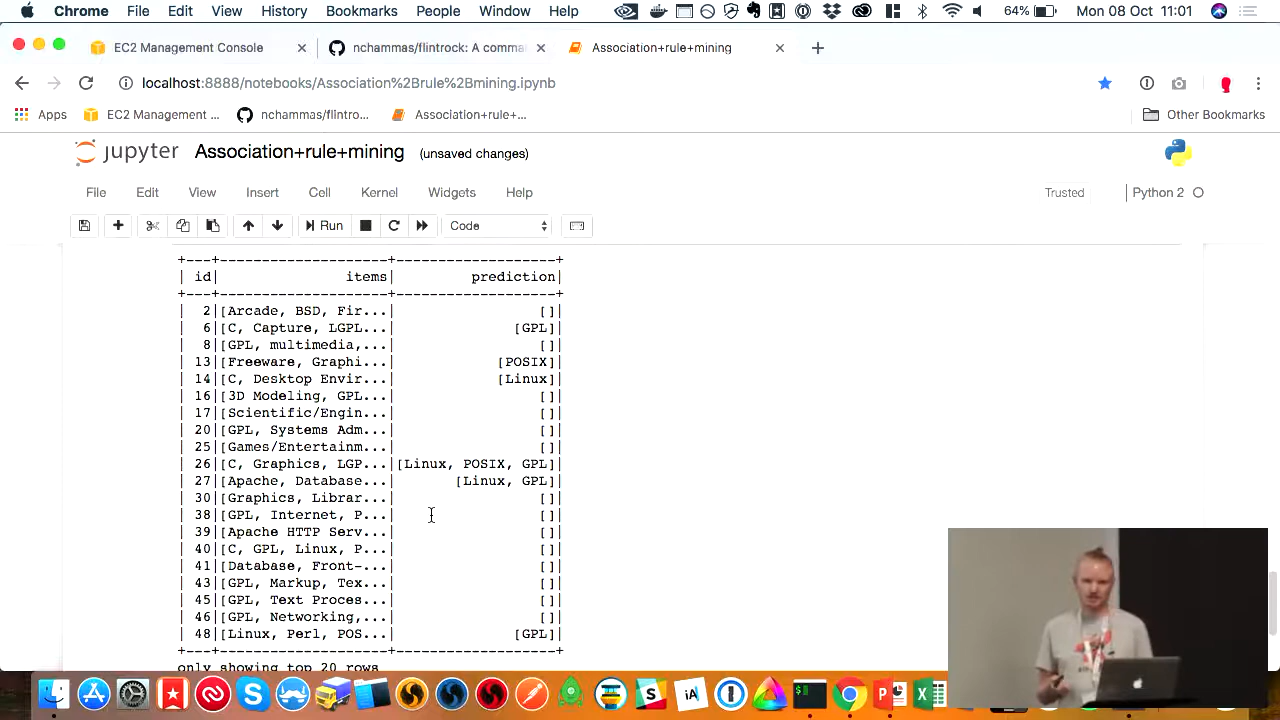 Chrome File Edit View History Bookmarks People Window Help 64% Mon 08 Oct 11:01
EC2 Management Console nchammas/flintrock: A comma Association+rule+mining
localhost:8888/notebooks/Association%2Brule%2Bmining.ipynb
Apps EC2 Management ... nchammas/flintro... Association+rule+... Other Bookmarks
jupyter Association+rule+mining (unsaved changes)
File Edit View Insert Cell Kernel Widgets Help Trusted Python 2
Run Code
+---+--------------------+-------------------+
| id| items| prediction|
+---+--------------------+-------------------+
| 2|[Arcade, BSD, Fir...| []|
| 6|[C, Capture, LGPL...| [GPL]|
| 8|[GPL, multimedia,...| []|
| 13|[Freeware, Graphi...| [POSIX]|
| 14|[C, Desktop Envir...| [Linux]|
| 16|[3D Modeling, GPL...| []|
| 17|[Scientific/Engin...| []|
| 20|[GPL, Systems Adm...| []|
| 25|[Games/Entertainm...| []|
| 26|[C, Graphics, LGP...|[Linux, POSIX, GPL]|
| 27|[Apache, Database...| [Linux, GPL]|
| 30|[Graphics, Librar...| []|
| 38|[GPL, Internet, P...| []|
| 39|[Apache HTTP Serv...| []|
| 40|[C, GPL, Linux, P...| []|
| 41|[Database, Front-...| []|
| 43|[GPL, Markup, Tex...| []|
| 45|[GPL, Text Proces...| []|
| 46|[GPL, Networking,...| []|
| 48|[Linux, Perl, POS...| [GPL]|
+---+--------------------+-------------------+
only showing top 20 rows